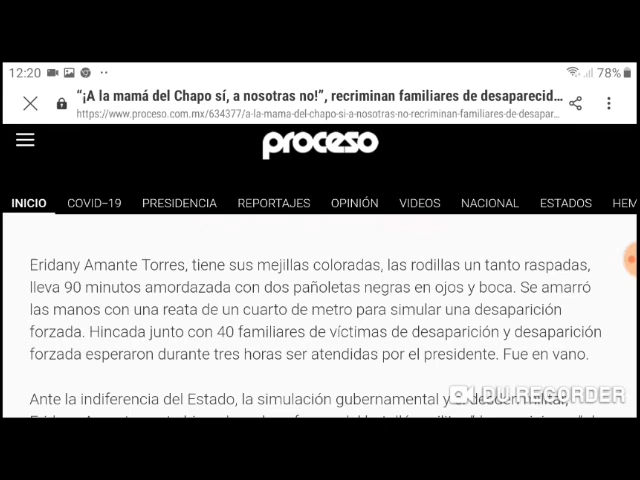 12:20 78%
“¡A la mamá del Chapo sí, a nosotras no!”, recriminan familiares de desaparecid...
https://www.proceso.com.mx/634377/a-la-mama-del-chapo-si-a-nosotras-no-recriminan-familiares-de-desapar...
proceso
INICIO COVID-19 PRESIDENCIA REPORTAJES OPINIÓN VIDEOS NACIONAL ESTADOS HEM
Eridany Amante Torres, tiene sus mejillas coloradas, las rodillas un tanto raspadas,
lleva 90 minutos amordazada con dos pañoletas negras en ojos y boca. Se amarró
las manos con una reata de un cuarto de metro para simular una desaparición
forzada. Hincada junto con 40 familiares de víctimas de desaparición y desaparición
forzada esperaron durante tres horas ser atendidas por el presidente. Fue en vano.
Ante la indiferencia del Estado, la simulación gubernamental y el desdén militar,
DU RECORDER